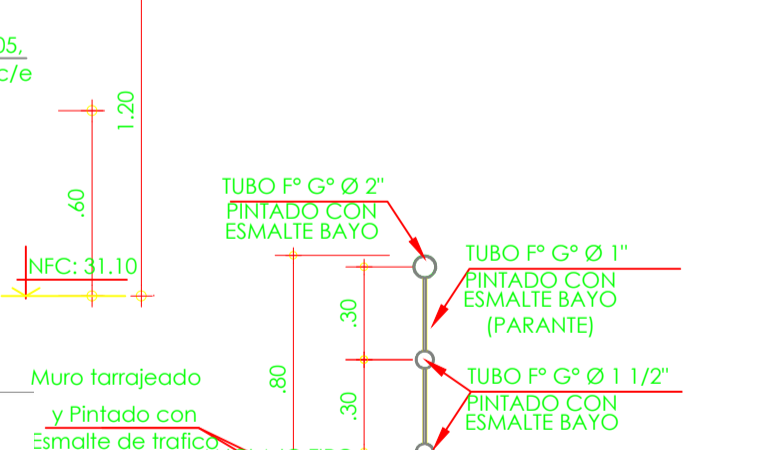 05,
c/e
1.20
.60
NFC: 31.10
TUBO F° G° Ø 2"
PINTADO CON
ESMALTE BAYO
TUBO F° G° Ø 1"
PINTADO CON
ESMALTE BAYO
(PARANTE)
.30
.80
.30
TUBO F° G° Ø 1 1/2"
PINTADO CON
ESMALTE BAYO
Muro tarrajeado
y Pintado con
Esmalte de trafico